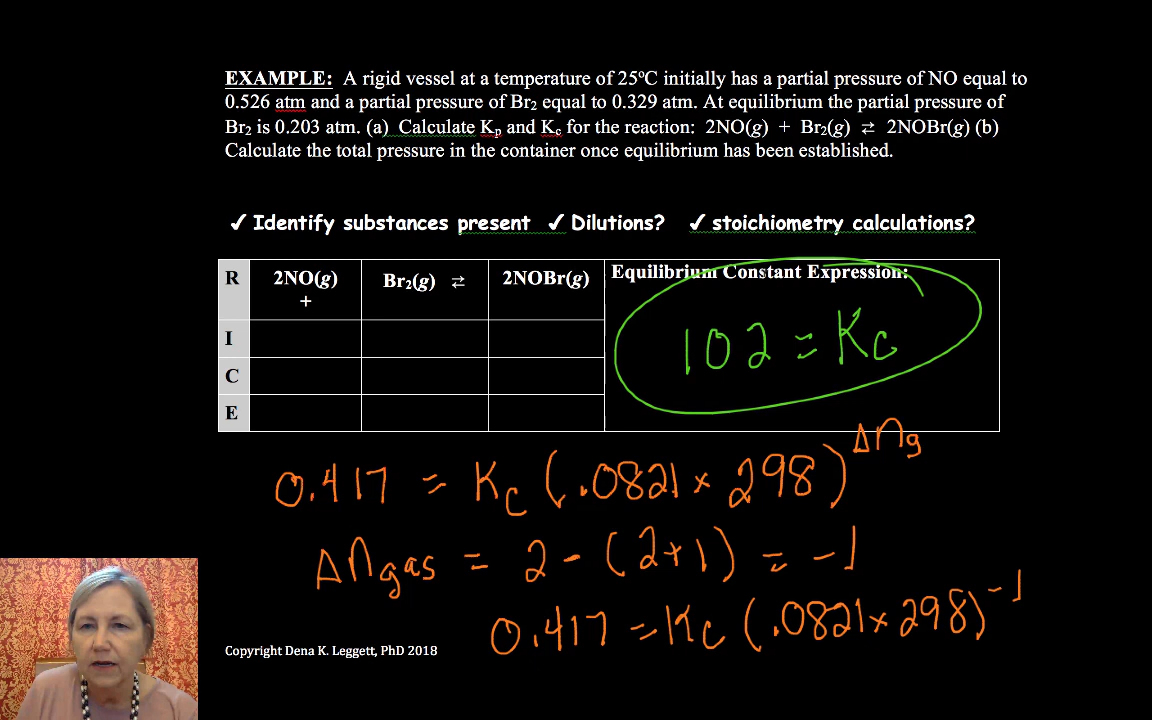 EXAMPLE: A rigid vessel at a temperature of 25ºC initially has a partial pressure of NO equal to
0.526 atm and a partial pressure of Br₂ equal to 0.329 atm. At equilibrium the partial pressure of
Br₂ is 0.203 atm. (a) Calculate Kp and Kc for the reaction: 2NO(g) + Br₂(g) ⇄ 2NOBr(g) (b)
Calculate the total pressure in the container once equilibrium has been established.
✓ Identify substances present ✓ Dilutions? ✓ stoichiometry calculations?
R 2NO(g) + Br₂(g) ⇄ 2NOBr(g) Equilibrium Constant Expression:
I
C
E
102 = Kc
0.417 = Kc (.0821 × 298)^Δng
Δngas = 2 - (2+1) = -1
0.417 = Kc (.0821 × 298)^-1
Copyright Dena K. Leggett, PhD 2018